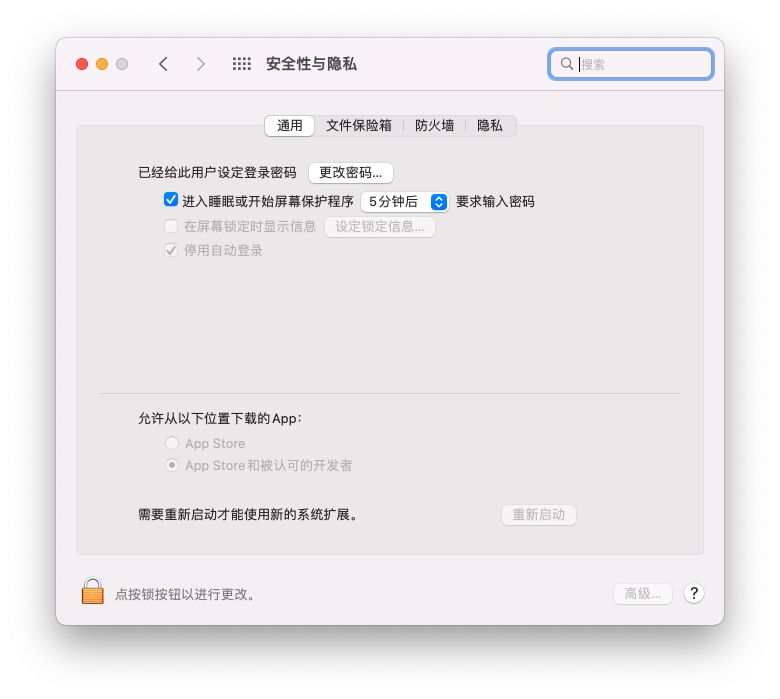 安全性与隐私
搜索
通用 文件保险箱 防火墙 隐私
已经给此用户设定登录密码 更改密码...
进入睡眠或开始屏幕保护程序 5分钟后 要求输入密码
在屏幕锁定时显示信息 设定锁定信息...
停用自动登录
允许从以下位置下载的App:
App Store
App Store和被认可的开发者
需要重新启动才能使用新的系统扩展。 重新启动
点按锁按钮以进行更改。 高级... ?